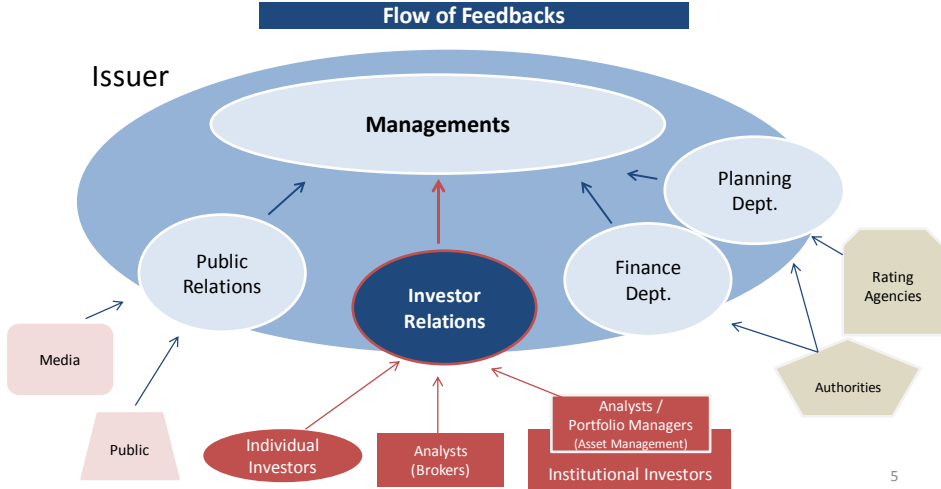 Flow of Feedbacks
Issuer
Managements
Planning
Dept.
Public
Relations
Finance
Dept.
Investor
Relations
Rating
Agencies
Media
Authorities
Public
Individual
Investors
Analysts
(Brokers)
Analysts /
Portfolio Managers
(Asset Management)
Institutional Investors
5